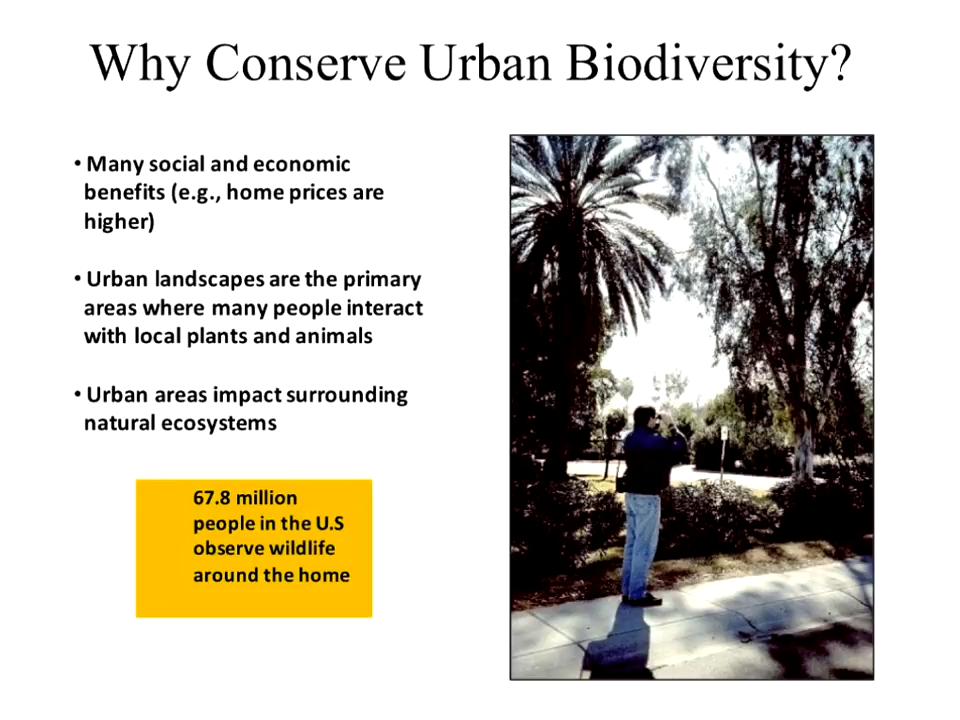 Why Conserve Urban Biodiversity?
• Many social and economic
benefits (e.g., home prices are
higher)
• Urban landscapes are the primary
areas where many people interact
with local plants and animals
• Urban areas impact surrounding
natural ecosystems
67.8 million
people in the U.S
observe wildlife
around the home